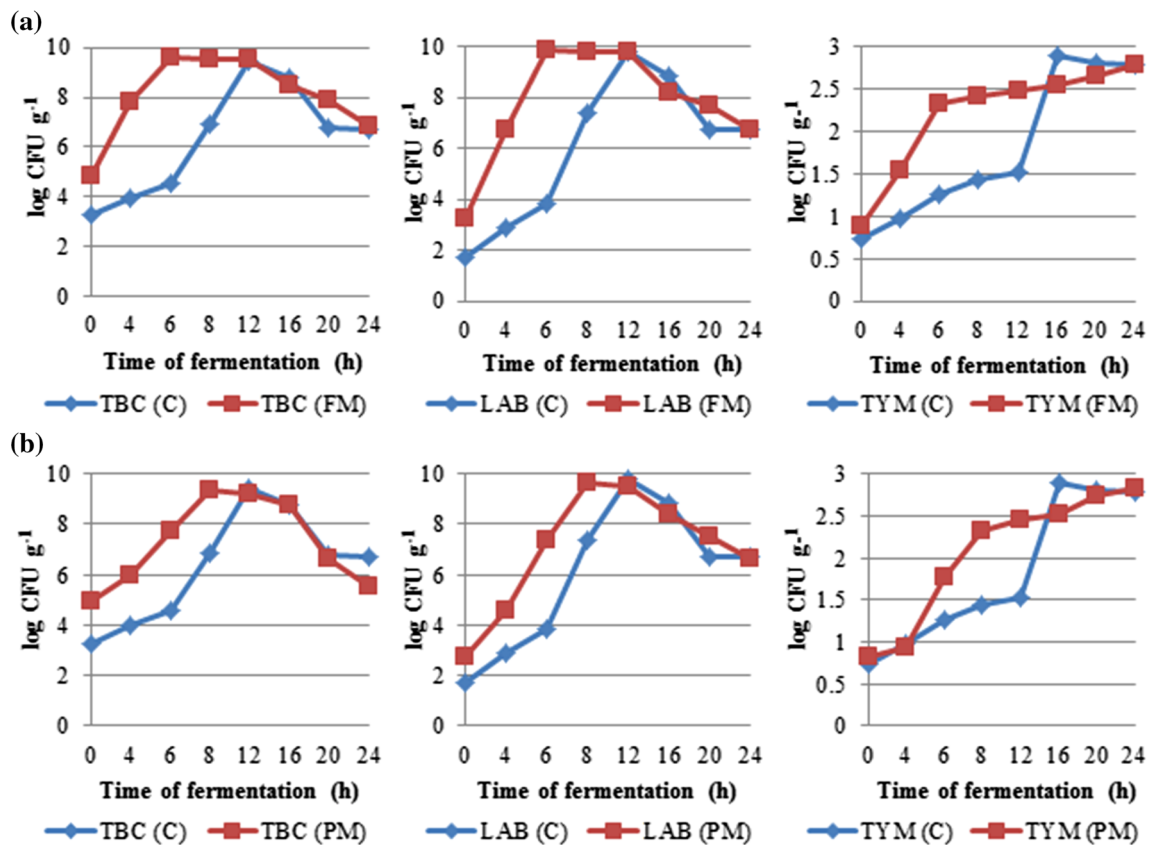 (a)
log CFU g-1
10
8
6
4
2
0
0 4 6 8 12 16 20 24
Time of fermentation (h)
TBC (C) TBC (FM)
log CFU g-1
10
8
6
4
2
0
0 4 6 8 12 16 20 24
Time of fermentation (h)
LAB (C) LAB (FM)
log CFU g-1
3
2.5
2
1.5
1
0.5
0
0 4 6 8 12 16 20 24
Time of fermentation (h)
TYM (C) TYM (FM)
(b)
log CFU g-1
10
8
6
4
2
0
0 4 6 8 12 16 20 24
Time of fermentation (h)
TBC (C) TBC (PM)
log CFU g-1
10
8
6
4
2
0
0 4 6 8 12 16 20 24
Time of fermentation (h)
LAB (C) LAB (PM)
log CFU g-1
3
2.5
2
1.5
1
0.5
0
0 4 6 8 12 16 20 24
Time of fermentation (h)
TYM (C) TYM (PM)